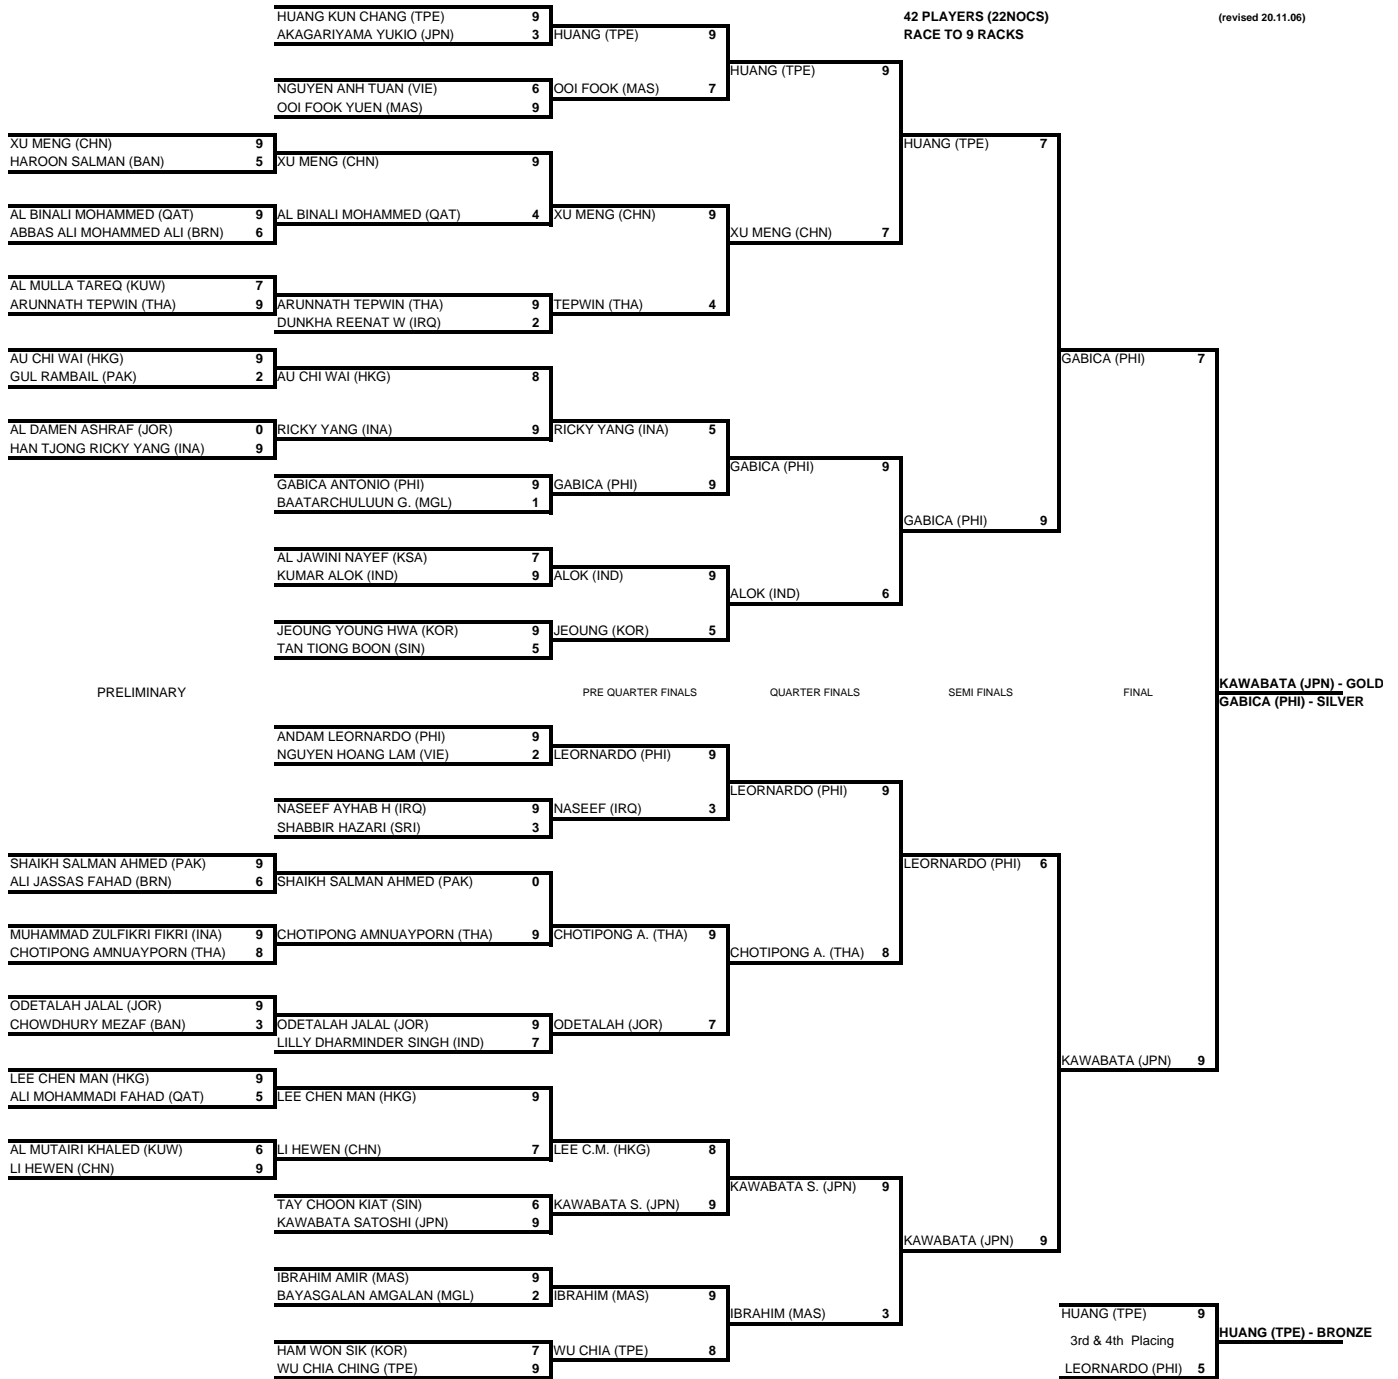 HUANG KUN CHANG (TPE) 9 42 PLAYERS (22NOCS) (revised 20.11.06)
AKAGARIYAMA YUKIO (JPN) 3 HUANG (TPE) 9 RACE TO 9 RACKS
HUANG (TPE) 9
NGUYEN ANH TUAN (VIE) 6 OOI FOOK (MAS) 7
OOI FOOK YUEN (MAS) 9
XU MENG (CHN) 9 HUANG (TPE) 7
HAROON SALMAN (BAN) 5 XU MENG (CHN) 9
AL BINALI MOHAMMED (QAT) 9 AL BINALI MOHAMMED (QAT) 4 XU MENG (CHN) 9
ABBAS ALI MOHAMMED ALI (BRN) 6 XU MENG (CHN) 7
AL MULLA TAREQ (KUW) 7
ARUNNATH TEPWIN (THA) 9 ARUNNATH TEPWIN (THA) 9 TEPWIN (THA) 4
DUNKHA REENAT W (IRQ) 2
AU CHI WAI (HKG) 9 GABICA (PHI) 7
GUL RAMBAIL (PAK) 2 AU CHI WAI (HKG) 8
AL DAMEN ASHRAF (JOR) 0 RICKY YANG (INA) 9 RICKY YANG (INA) 5
HAN TJONG RICKY YANG (INA) 9
GABICA (PHI) 9
GABICA ANTONIO (PHI) 9 GABICA (PHI) 9
BAATARCHULUUN G. (MGL) 1
GABICA (PHI) 9
AL JAWINI NAYEF (KSA) 7
KUMAR ALOK (IND) 9 ALOK (IND) 9
ALOK (IND) 6
JEOUNG YOUNG HWA (KOR) 9 JEOUNG (KOR) 5
TAN TIONG BOON (SIN) 5
KAWABATA (JPN) - GOLD
PRELIMINARY PRE QUARTER FINALS QUARTER FINALS SEMI FINALS FINAL
GABICA (PHI) - SILVER
ANDAM LEORNARDO (PHI) 9
NGUYEN HOANG LAM (VIE) 2 LEORNARDO (PHI) 9
LEORNARDO (PHI) 9
NASEEF AYHAB H (IRQ) 9 NASEEF (IRQ) 3
SHABBIR HAZARI (SRI) 3
SHAIKH SALMAN AHMED (PAK) 9 LEORNARDO (PHI) 6
ALI JASSAS FAHAD (BRN) 6 SHAIKH SALMAN AHMED (PAK) 0
MUHAMMAD ZULFIKRI FIKRI (INA) 9 CHOTIPONG AMNUAYPORN (THA) 9 CHOTIPONG A. (THA) 9
CHOTIPONG AMNUAYPORN (THA) 8 CHOTIPONG A. (THA) 8
ODETALAH JALAL (JOR) 9
CHOWDHURY MEZAF (BAN) 3 ODETALAH JALAL (JOR) 9 ODETALAH (JOR) 7
LILLY DHARMINDER SINGH (IND) 7
KAWABATA (JPN) 9
LEE CHEN MAN (HKG) 9
ALI MOHAMMADI FAHAD (QAT) 5 LEE CHEN MAN (HKG) 9
AL MUTAIRI KHALED (KUW) 6 LI HEWEN (CHN) 7 LEE C.M. (HKG) 8
LI HEWEN (CHN) 9
KAWABATA S. (JPN) 9
TAY CHOON KIAT (SIN) 6 KAWABATA S. (JPN) 9
KAWABATA SATOSHI (JPN) 9
KAWABATA (JPN) 9
IBRAHIM AMIR (MAS) 9
BAYASGALAN AMGALAN (MGL) 2 IBRAHIM (MAS) 9
IBRAHIM (MAS) 3 HUANG (TPE) 9
HUANG (TPE) - BRONZE
3rd & 4th Placing
HAM WON SIK (KOR) 7 WU CHIA (TPE) 8
WU CHIA CHING (TPE) 9 LEORNARDO (PHI) 5